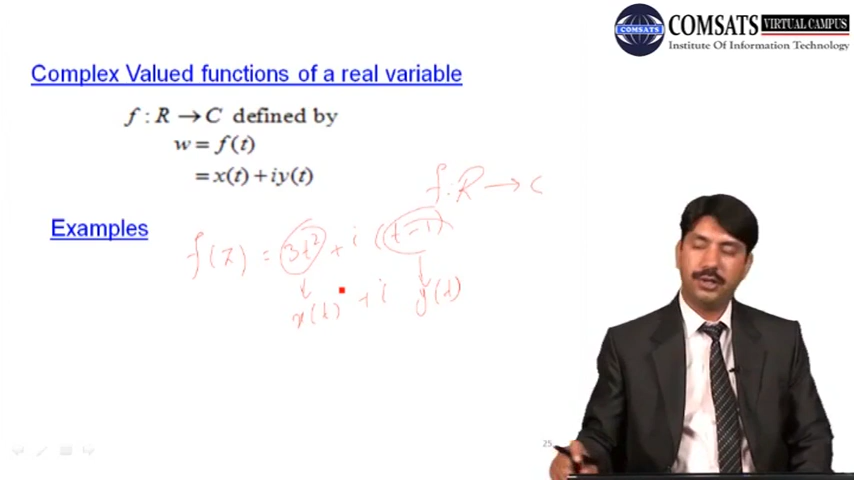 COMSATS VIRTUAL CAMPUS
Institute Of Information Technology
COMSATS
Complex Valued functions of a real variable
f : R → C defined by
w = f(t)
= x(t) + iy(t)
f : R → C
Examples
f(z) = 3t² + i (t-1)
x(t) + i y(t)
25